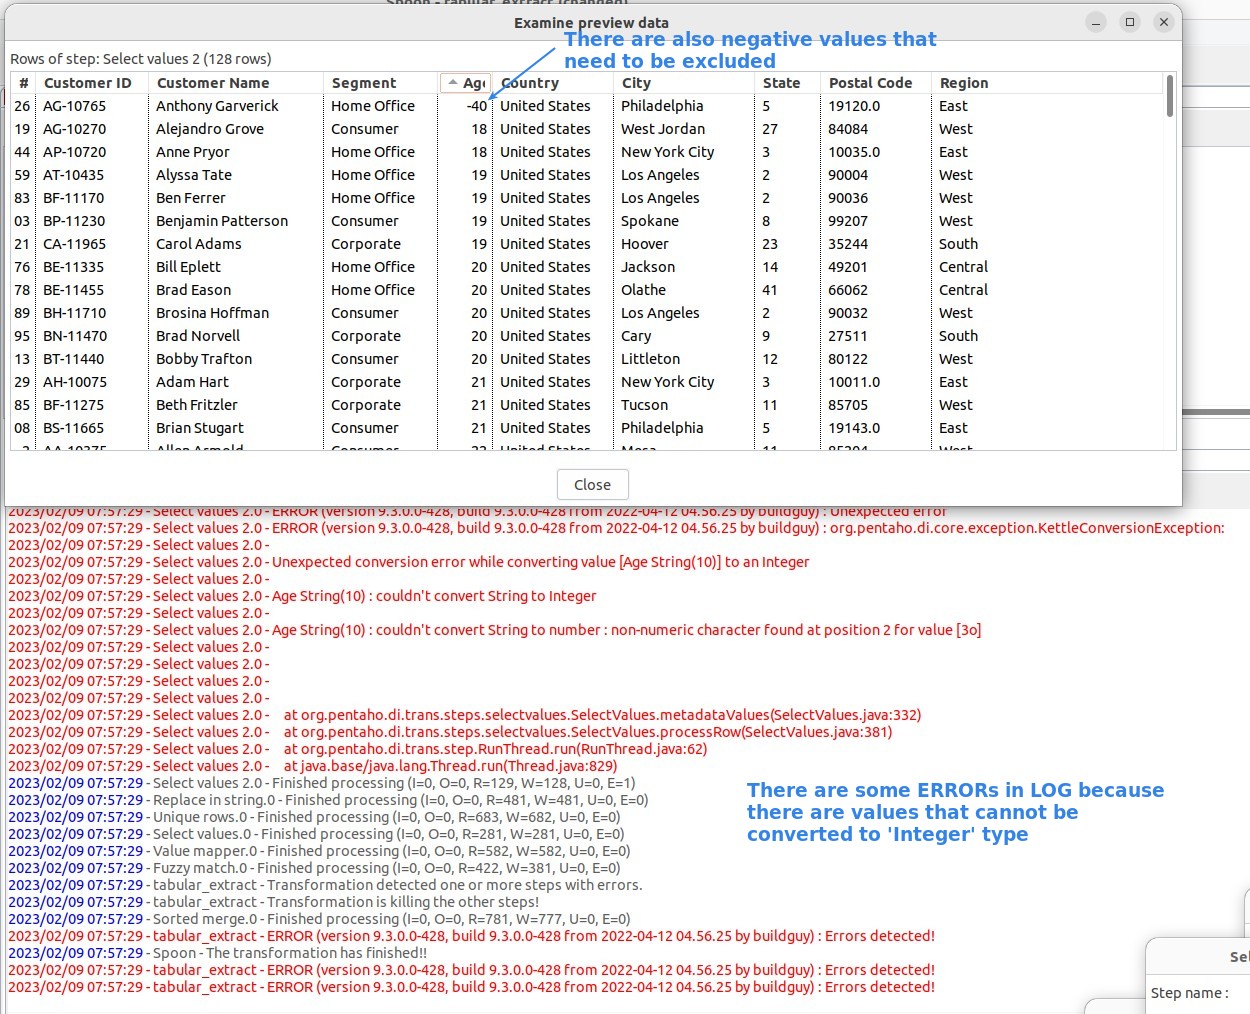 Examine preview data
There are also negative values that
need to be excluded
Rows of step: Select values 2 (128 rows)
# Customer ID Customer Name Segment Age Country City State Postal Code Region
26 AG-10765 Anthony Garverick Home Office -40 United States Philadelphia 5 19120.0 East
19 AG-10270 Alejandro Grove Consumer 18 United States West Jordan 27 84084 West
44 AP-10720 Anne Pryor Home Office 18 United States New York City 3 10035.0 East
59 AT-10435 Alyssa Tate Home Office 19 United States Los Angeles 2 90004 West
83 BF-11170 Ben Ferrer Home Office 19 United States Los Angeles 2 90036 West
03 BP-11230 Benjamin Patterson Consumer 19 United States Spokane 8 99207 West
21 CA-11965 Carol Adams Corporate 19 United States Hoover 23 35244 South
76 BE-11335 Bill Eplett Home Office 20 United States Jackson 14 49201 Central
78 BE-11455 Brad Eason Home Office 20 United States Olathe 41 66062 Central
89 BH-11710 Brosina Hoffman Consumer 20 United States Los Angeles 2 90032 West
95 BN-11470 Brad Norvell Corporate 20 United States Cary 9 27511 South
13 BT-11440 Bobby Trafton Consumer 20 United States Littleton 12 80122 West
29 AH-10075 Adam Hart Corporate 21 United States New York City 3 10011.0 East
85 BF-11275 Beth Fritzler Corporate 21 United States Tucson 11 85705 West
08 BS-11665 Brian Stugart Consumer 21 United States Philadelphia 5 19143.0 East
Close
2023/02/09 07:57:29 - Select values 2.0 - ERROR (version 9.3.0.0-428, build 9.3.0.0-428 from 2022-04-12 04.56.25 by buildguy) : Unexpected error
2023/02/09 07:57:29 - Select values 2.0 - ERROR (version 9.3.0.0-428, build 9.3.0.0-428 from 2022-04-12 04.56.25 by buildguy) : org.pentaho.di.core.exception.KettleConversionException:
2023/02/09 07:57:29 - Select values 2.0 -
2023/02/09 07:57:29 - Select values 2.0 - Unexpected conversion error while converting value [Age String(10)] to an Integer
2023/02/09 07:57:29 - Select values 2.0 -
2023/02/09 07:57:29 - Select values 2.0 - Age String(10) : couldn't convert String to Integer
2023/02/09 07:57:29 - Select values 2.0 -
2023/02/09 07:57:29 - Select values 2.0 - Age String(10) : couldn't convert String to number : non-numeric character found at position 2 for value [3o]
2023/02/09 07:57:29 - Select values 2.0 -
2023/02/09 07:57:29 - Select values 2.0 -
2023/02/09 07:57:29 - Select values 2.0 -
2023/02/09 07:57:29 - Select values 2.0 -
2023/02/09 07:57:29 - Select values 2.0 - at org.pentaho.di.trans.steps.selectvalues.SelectValues.metadataValues(SelectValues.java:332)
2023/02/09 07:57:29 - Select values 2.0 - at org.pentaho.di.trans.steps.selectvalues.SelectValues.processRow(SelectValues.java:381)
2023/02/09 07:57:29 - Select values 2.0 - at org.pentaho.di.trans.step.RunThread.run(RunThread.java:62)
2023/02/09 07:57:29 - Select values 2.0 - at java.base/java.lang.Thread.run(Thread.java:829)
2023/02/09 07:57:29 - Select values 2.0 - Finished processing (I=0, O=0, R=129, W=128, U=0, E=1)
2023/02/09 07:57:29 - Replace in string.0 - Finished processing (I=0, O=0, R=481, W=481, U=0, E=0)
2023/02/09 07:57:29 - Unique rows.0 - Finished processing (I=0, O=0, R=683, W=682, U=0, E=0)
2023/02/09 07:57:29 - Select values.0 - Finished processing (I=0, O=0, R=281, W=281, U=0, E=0)
2023/02/09 07:57:29 - Value mapper.0 - Finished processing (I=0, O=0, R=582, W=582, U=0, E=0)
2023/02/09 07:57:29 - Fuzzy match.0 - Finished processing (I=0, O=0, R=422, W=381, U=0, E=0)
2023/02/09 07:57:29 - tabular_extract - Transformation detected one or more steps with errors.
2023/02/09 07:57:29 - tabular_extract - Transformation is killing the other steps!
2023/02/09 07:57:29 - Sorted merge.0 - Finished processing (I=0, O=0, R=781, W=777, U=0, E=0)
2023/02/09 07:57:29 - tabular_extract - ERROR (version 9.3.0.0-428, build 9.3.0.0-428 from 2022-04-12 04.56.25 by buildguy) : Errors detected!
2023/02/09 07:57:29 - Spoon - The transformation has finished!!
2023/02/09 07:57:29 - tabular_extract - ERROR (version 9.3.0.0-428, build 9.3.0.0-428 from 2022-04-12 04.56.25 by buildguy) : Errors detected!
2023/02/09 07:57:29 - tabular_extract - ERROR (version 9.3.0.0-428, build 9.3.0.0-428 from 2022-04-12 04.56.25 by buildguy) : Errors detected!
There are some ERRORs in LOG because
there are values that cannot be
converted to 'Integer' type
Sel
Step name :